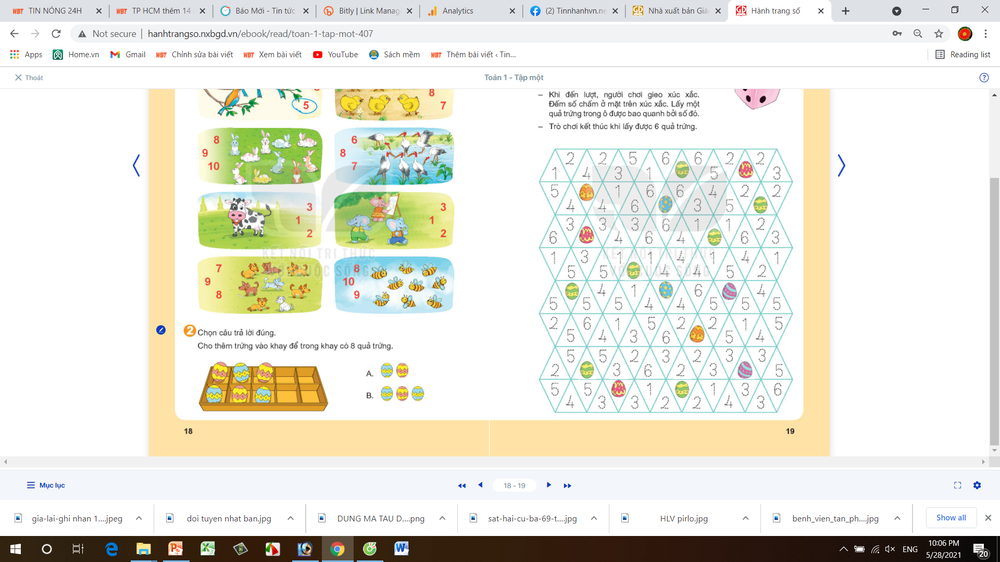 TIN NÓNG 24H
TP HCM thêm 14
Báo Mới - Tin tức
Bitly | Link Manag
Analytics
(2) Tinnhanhvn.ne
Nhà xuất bản Giá
Hành trang số
Not secure
hanhtrangso.nxbgd.vn/ebook/read/toan-1-tap-mot-407
Apps
Home.vn
Gmail
Chỉnh sửa bài viết
Xem bài viết
YouTube
Sách mềm
Thêm bài viết ‹ Tin...
Reading list
Thoát
Toán 1 - Tập một
5
8
7
8
9
10
6
8
7
3
1
2
3
1
2
7
9
8
8
10
9
KẾT NỐI TRI THỨC
VỚI CUỘC SỐNG
2 Chọn câu trả lời đúng.
Cho thêm trứng vào khay để trong khay có 8 quả trứng.
A.
B.
18
– Khi đến lượt, người chơi gieo xúc xắc.
Đếm số chấm ở mặt trên xúc xắc. Lấy một
quả trứng trong ô được bao quanh bởi số đó.
– Trò chơi kết thúc khi lấy được 6 quả trứng.
2 2 5 6 6 2 2
1 4 3 1 5 3
5 1 6 6 4 2 2
4 4 6 3 5
3 3 3 6 1 1 2
6 4 6 4 6 3
1 3 1 1 4 1 4 1
5 5 4 4 5 2
4 1 6 4
5 5 5 4 4 5 5 5
2 6 1 5 2 2 1 5
5 4 3 6 5 4
5 5 2 3 2 3 3
2 3 6 2 3 5
5 5 1 1 3 6
4 3 3 2 2 4 3
KẾT NỐI TRI THỨC
VỚI CUỘC SỐNG
19
Mục lục
18 - 19
gia-lai-ghi nhan 1....jpeg
doi tuyen nhat ban.jpg
DUNG MA TAU D....png
sat-hai-cu-ba-69-t....jpg
HLV pirlo.jpg
benh_vien_tan_ph....jpg
Show all
ENG
10:06 PM
5/28/2021
20